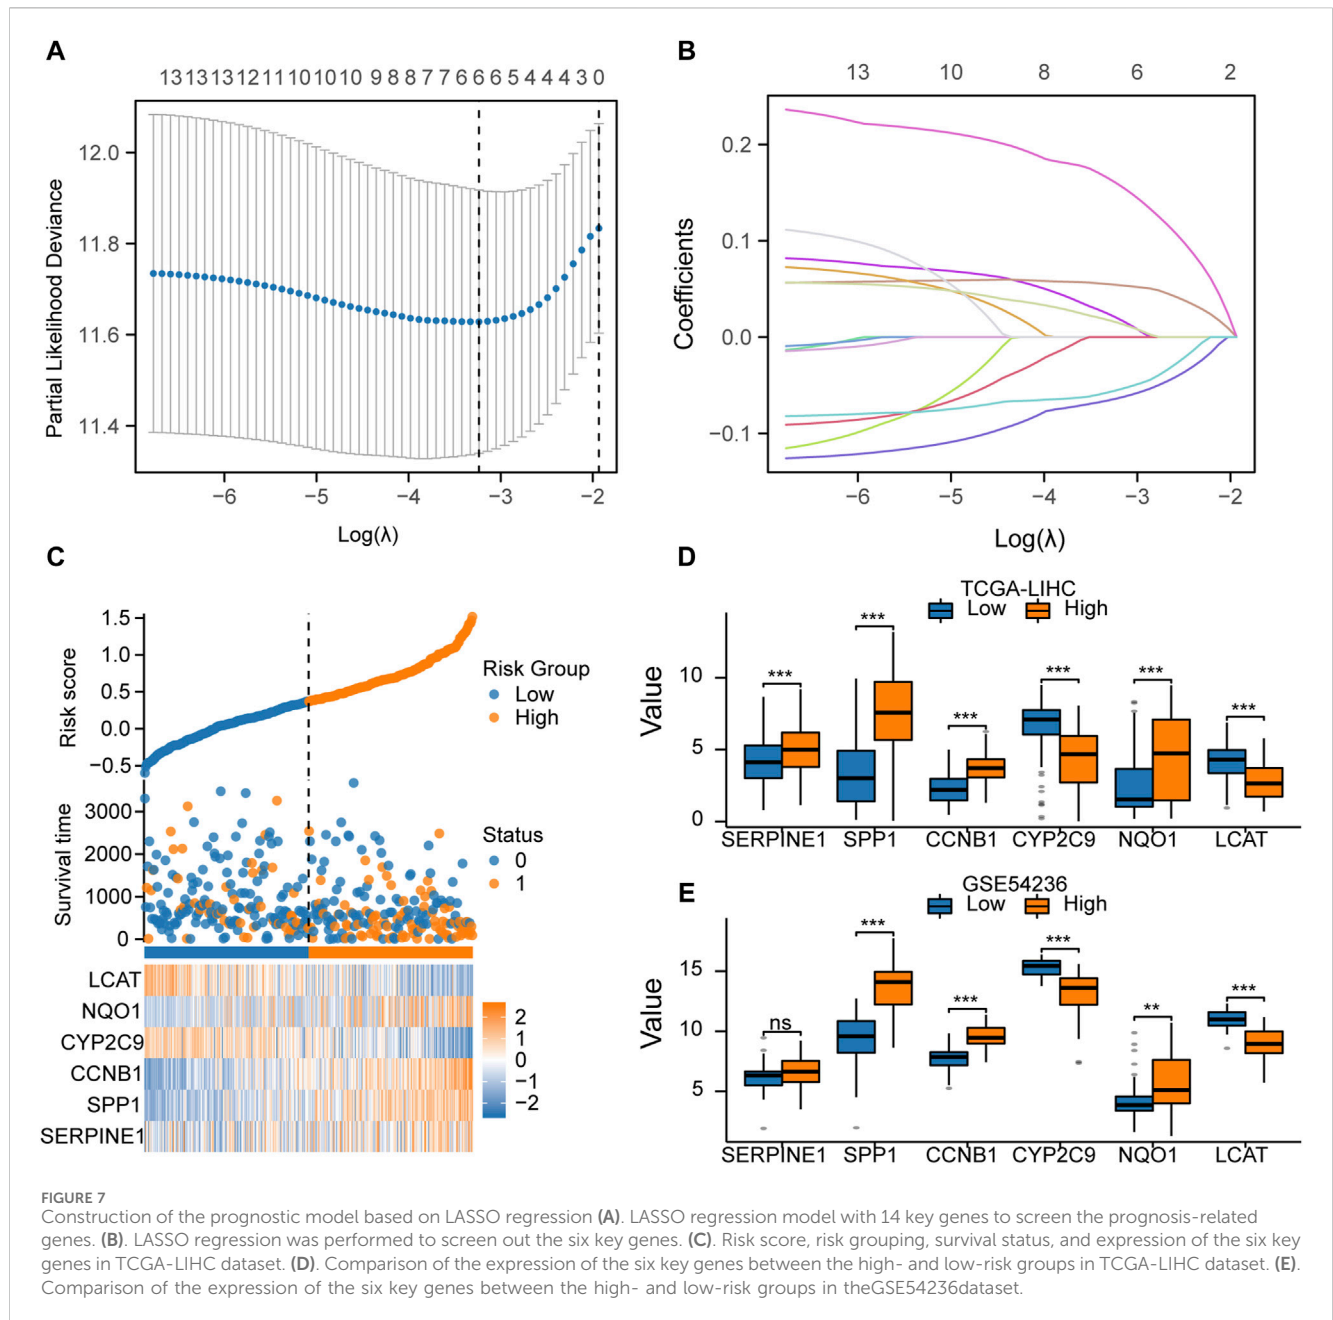 A
13 13 13 12 11 10 10 10 9 8 8 7 7 6 6 6 5 4 4 3 0
12.0
11.8
11.6
11.4
Partial Likelihood Deviance
−6 −5 −4 −3 −2
Log(λ)
B
13 10 8 6 2
0.2
0.1
0.0
−0.1
Coefficients
−6 −5 −4 −3 −2
Log(λ)
C
1.5
1.0
0.5
0.0
−0.5
Risk score
Risk Group
Low
High
3000
2000
1000
0
Survival time
Status
0
1
LCAT
NQO1
CYP2C9
CCNB1
SPP1
SERPINE1
2
1
0
−1
−2
D
TCGA-LIHC
Low High
10
5
0
Value
*** *** *** *** *** ***
SERPINE1 SPP1 CCNB1 CYP2C9 NQO1 LCAT
E
GSE54236
Low High
15
10
5
Value
ns *** *** *** ** ***
SERPINE1 SPP1 CCNB1 CYP2C9 NQO1 LCAT
FIGURE 7
Construction of the prognostic model based on LASSO regression (A). LASSO regression model with 14 key genes to screen the prognosis-related
genes. (B). LASSO regression was performed to screen out the six key genes. (C). Risk score, risk grouping, survival status, and expression of the six key
genes in TCGA-LIHC dataset. (D). Comparison of the expression of the six key genes between the high- and low-risk groups in TCGA-LIHC dataset. (E).
Comparison of the expression of the six key genes between the high- and low-risk groups in theGSE54236dataset.